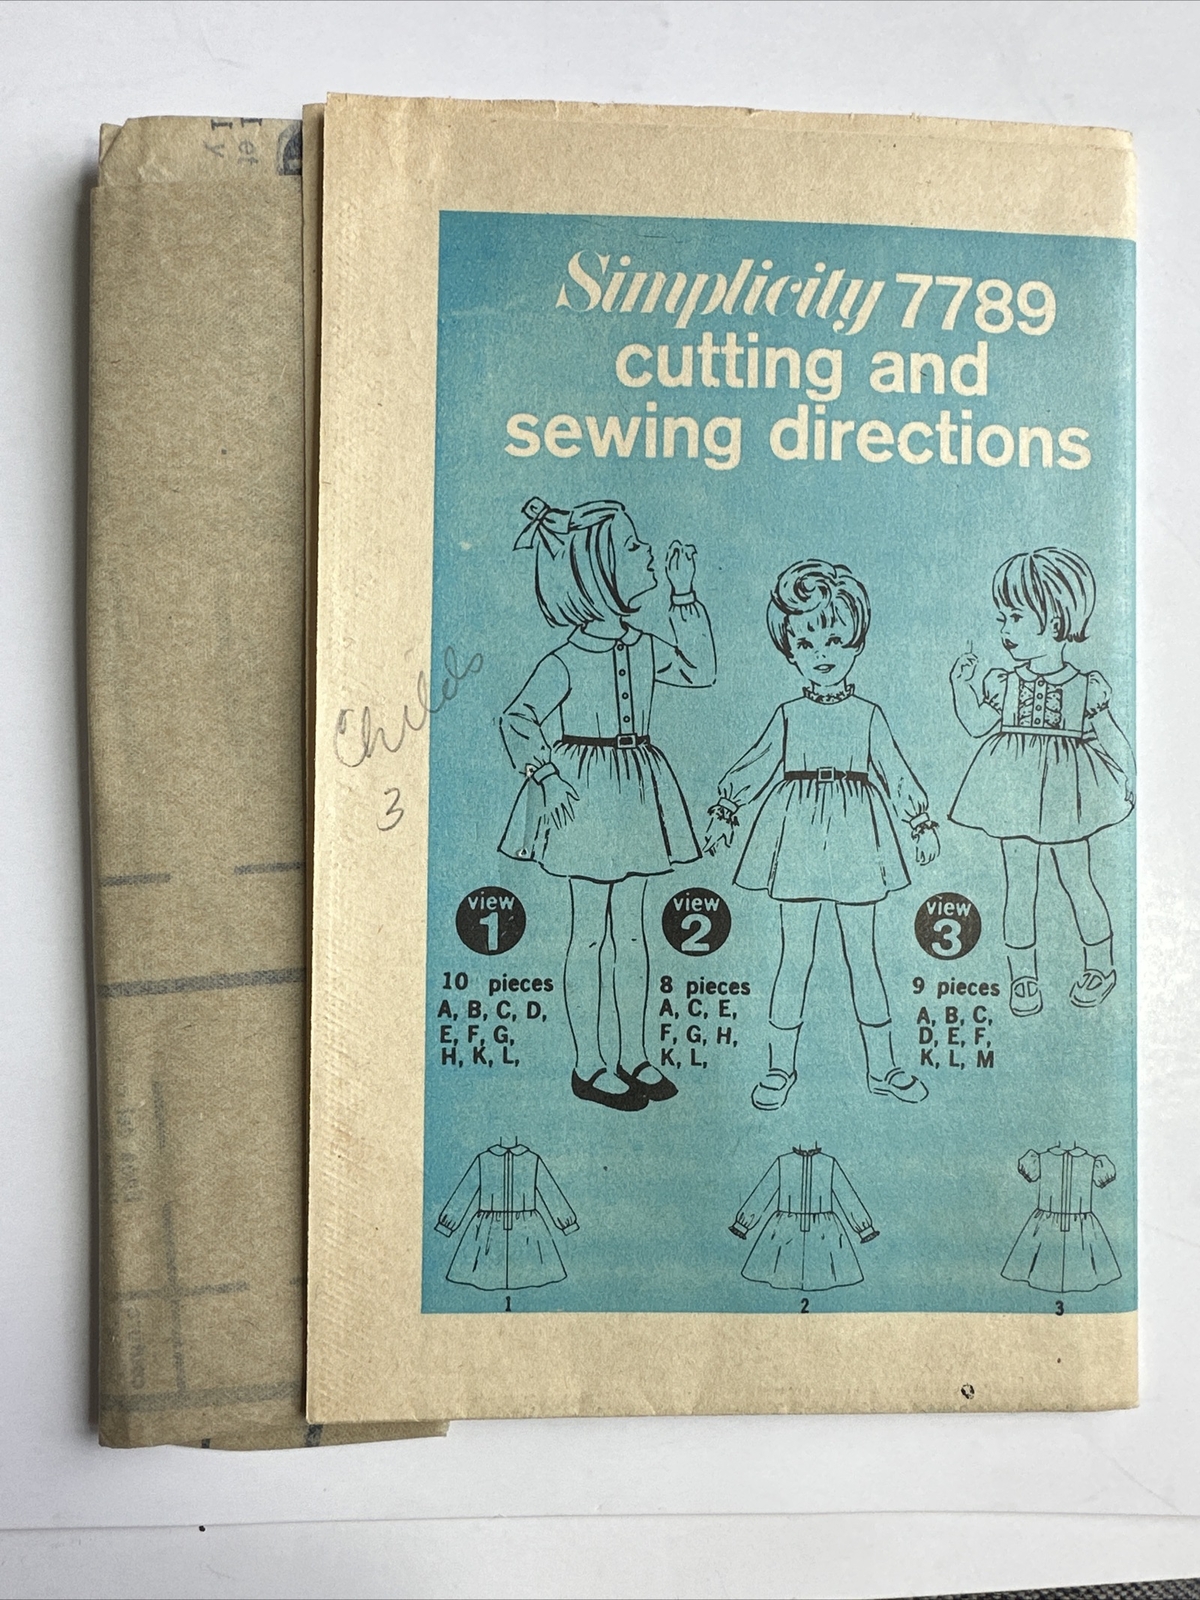 Simplicity 7789
cutting and
sewing directions
Childs
3
view
1
10 pieces
A, B, C, D,
E, F, G,
H, K, L,
view
2
8 pieces
A, C, E,
F, G, H,
K, L,
view
3
9 pieces
A, B, C,
D, E, F,
K, L, M
1
2
3